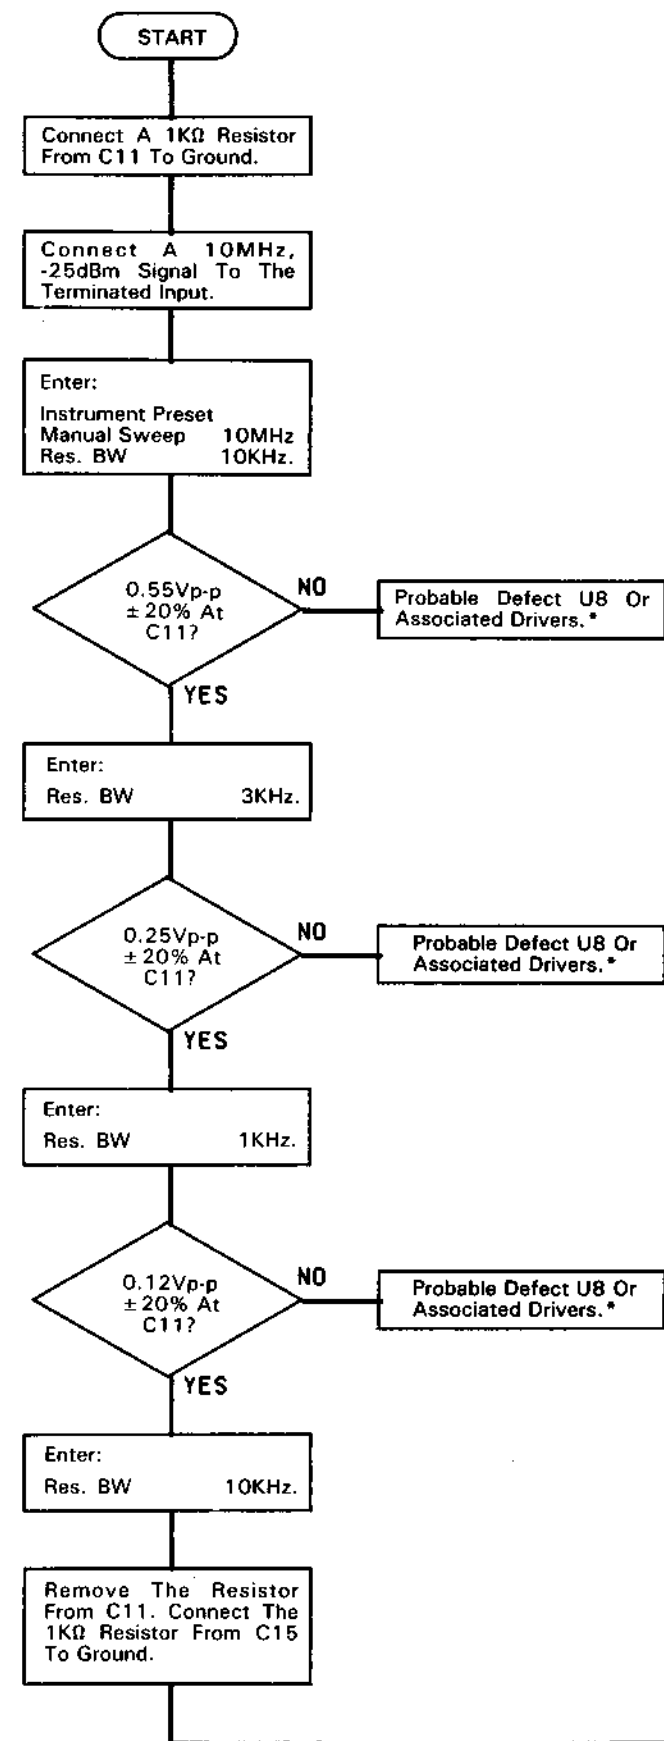 START
Connect A 1KΩ Resistor
From C11 To Ground.
Connect A 10MHz,
-25dBm Signal To The
Terminated Input.
Enter:
Instrument Preset
Manual Sweep 10MHz
Res. BW 10KHz.
0.55Vp-p
±20% At
C11?
NO
Probable Defect U8 Or
Associated Drivers.*
YES
Enter:
Res. BW 3KHz.
0.25Vp-p
±20% At
C11?
NO
Probable Defect U8 Or
Associated Drivers.*
YES
Enter:
Res. BW 1KHz.
0.12Vp-p
±20% At
C11?
NO
Probable Defect U8 Or
Associated Drivers.*
YES
Enter:
Res. BW 10KHz.
Remove The Resistor
From C11. Connect The
1KΩ Resistor From C15
To Ground.